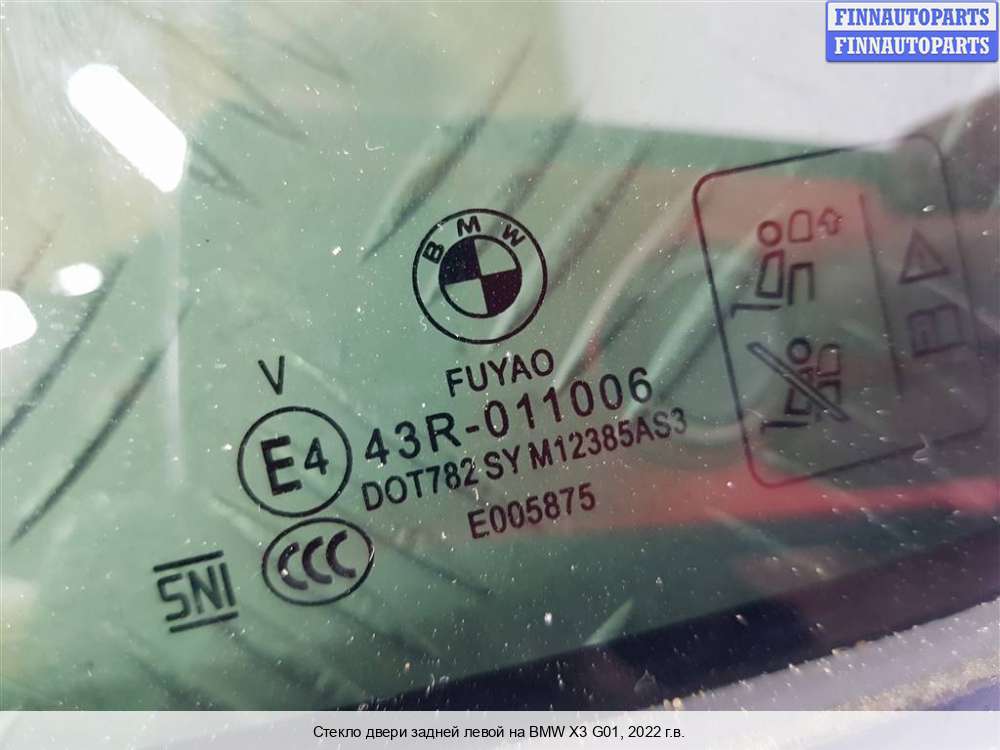 FINNAUTOPARTS
FINNAUTOPARTS
BMW
FUYAO
V
E4 43R-011006
DOT782 SY M12385AS3
E005875
CCC
SNI
Стекло двери задней левой на BMW X3 G01, 2022 г.в.